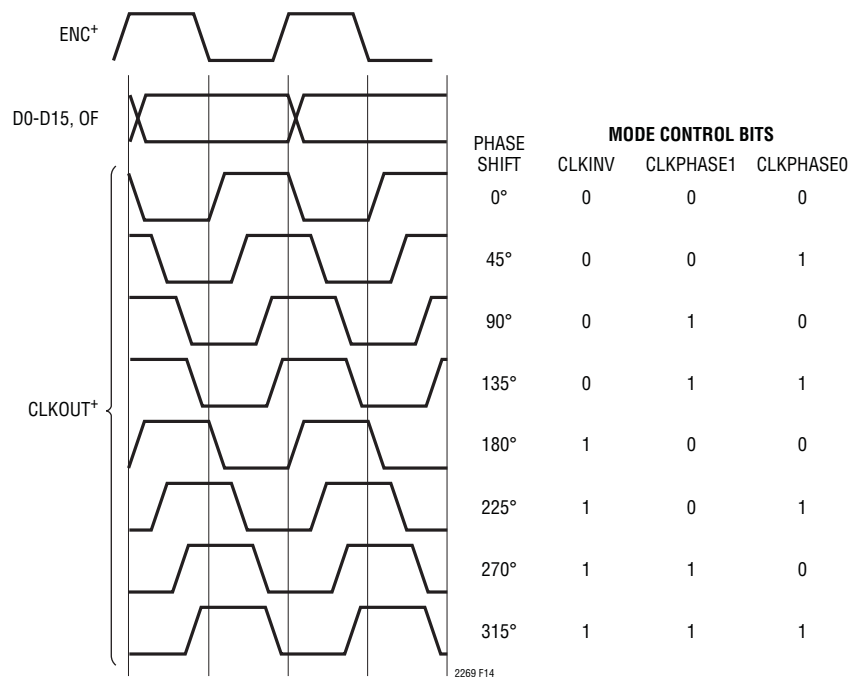 ENC+
D0-D15, OF
CLKOUT+
PHASE SHIFT
MODE CONTROL BITS
CLKINV CLKPHASE1 CLKPHASE0
0° 0 0 0
45° 0 0 1
90° 0 1 0
135° 0 1 1
180° 1 0 0
225° 1 0 1
270° 1 1 0
315° 1 1 1
2269 F14